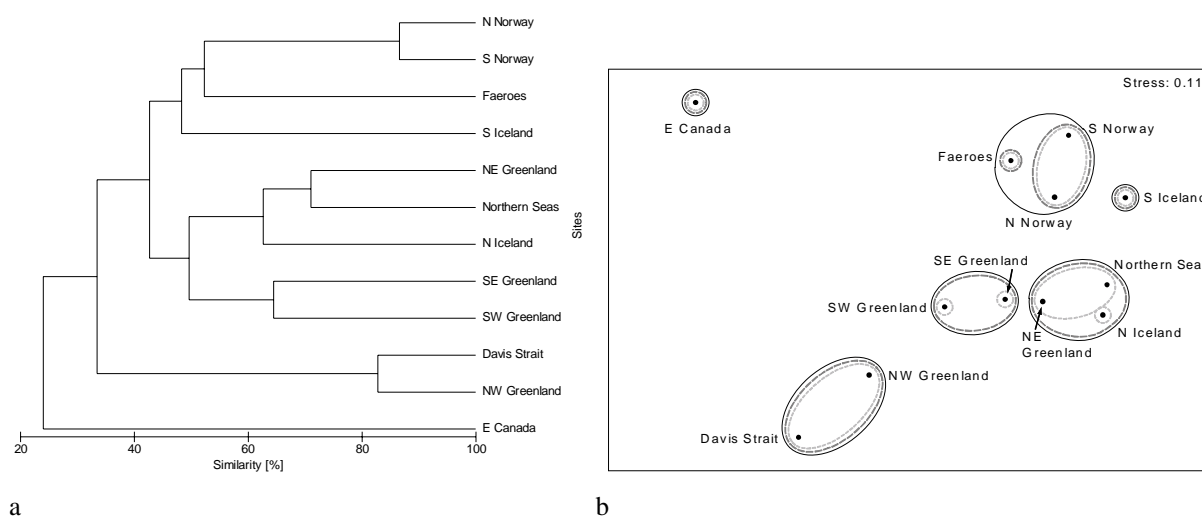 N Norway
S Norway
Faeroes
S Iceland
NE Greenland
Northern Seas
N Iceland
SE Greenland
SW Greenland
Davis Strait
NW Greenland
E Canada
20 40 60 80 100
Similarity [%]
Sites
a
Stress: 0.11
E Canada
S Norway
Faeroes
S Iceland
N Norway
SE Greenland
Northern Sea
SW Greenland
N Iceland
NE
Greenland
NW Greenland
Davis Strait
b